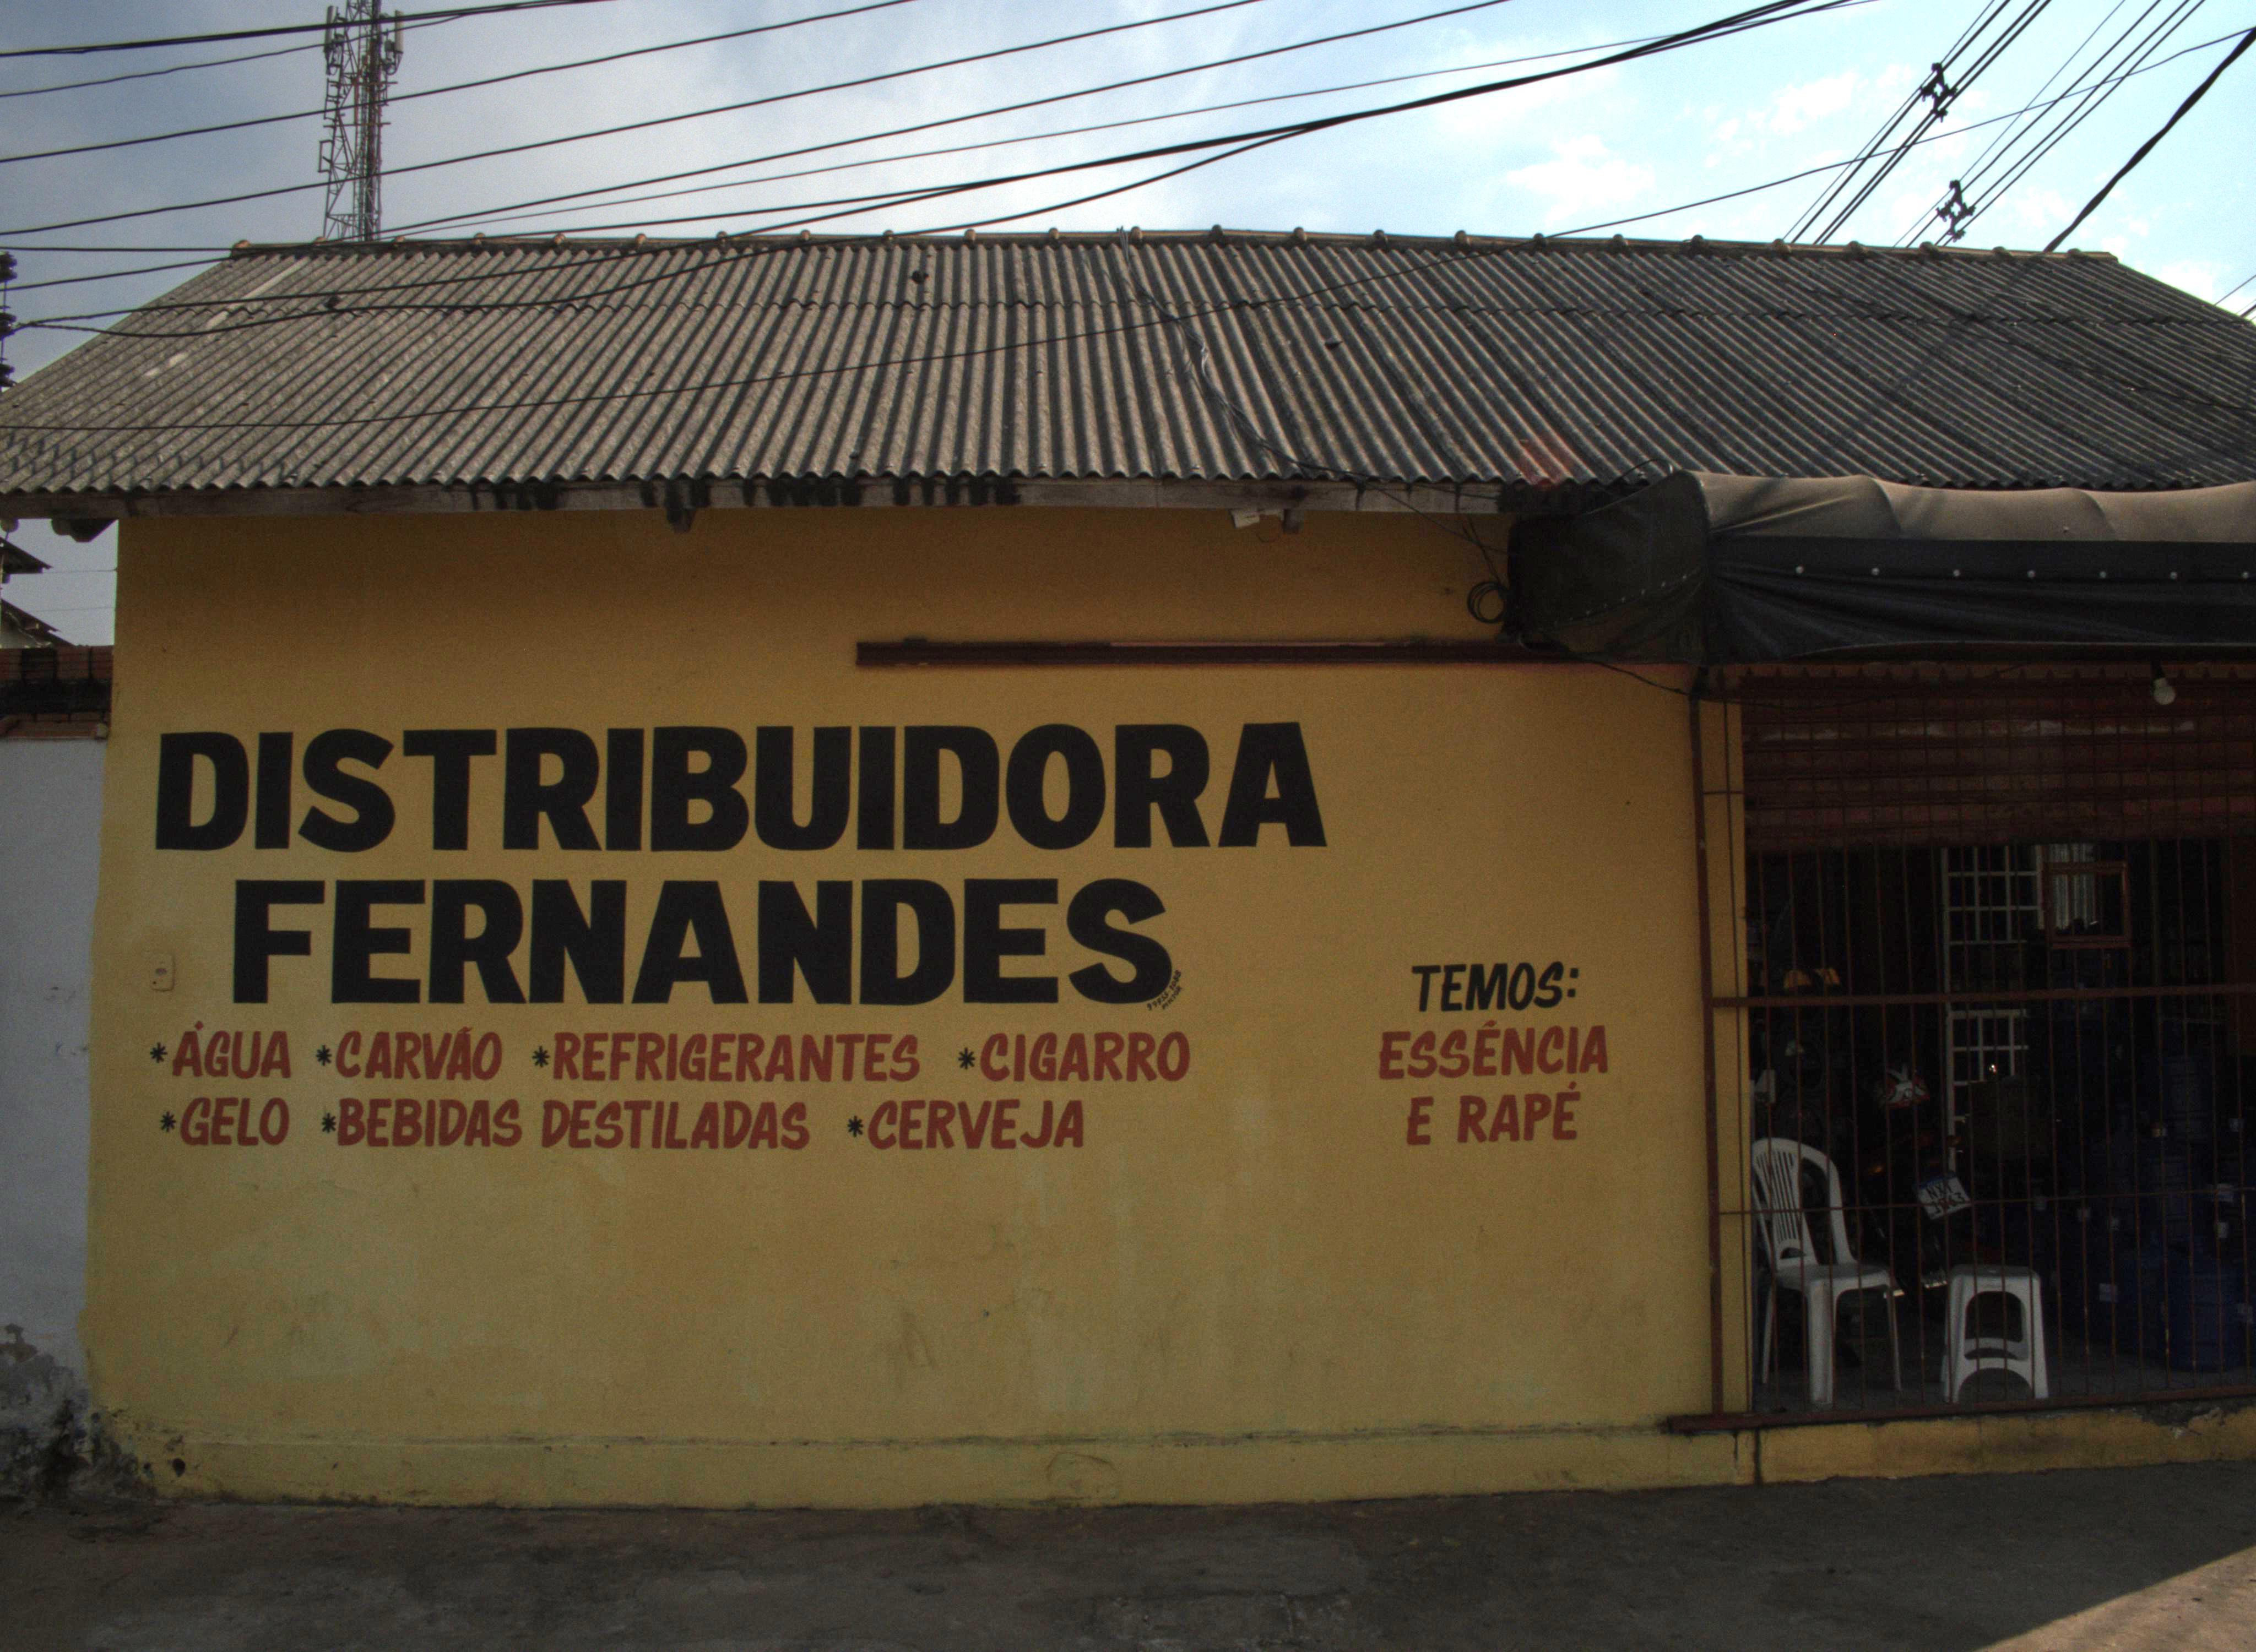 DISTRIBUIDORA
FERNANDES
*ÁGUA *CARVÃO *REFRIGERANTES *CIGARRO
*GELO *BEBIDAS DESTILADAS *CERVEJA
TEMOS:
ESSÊNCIA
E RAPÉ